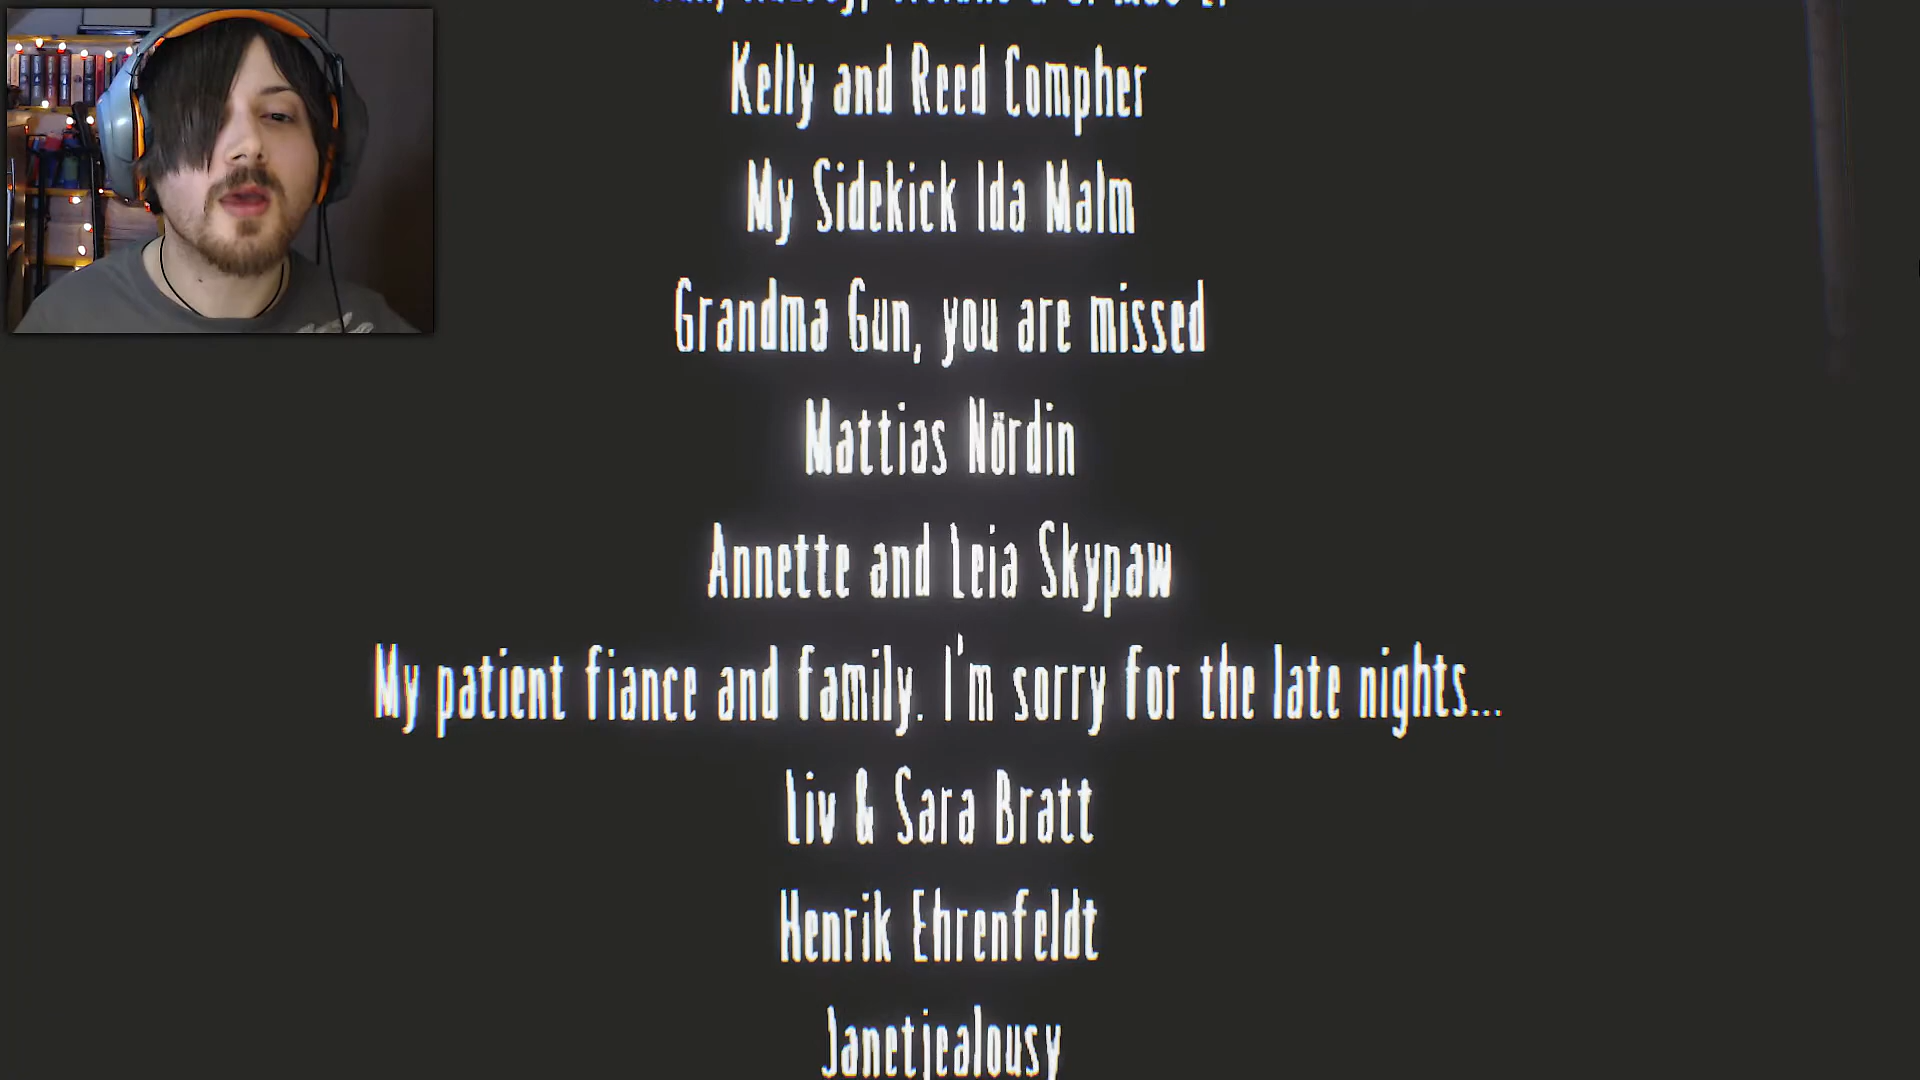 Kelly and Reed Compher
My Sidekick Ida Malm
Grandma Gun, you are missed
Mattias Nördin
Annette and Leia Skypaw
My patient fiance and family. I'm sorry for the late nights...
Liv & Sara Bratt
Henrik Ehrenfeldt
Janetjealousy